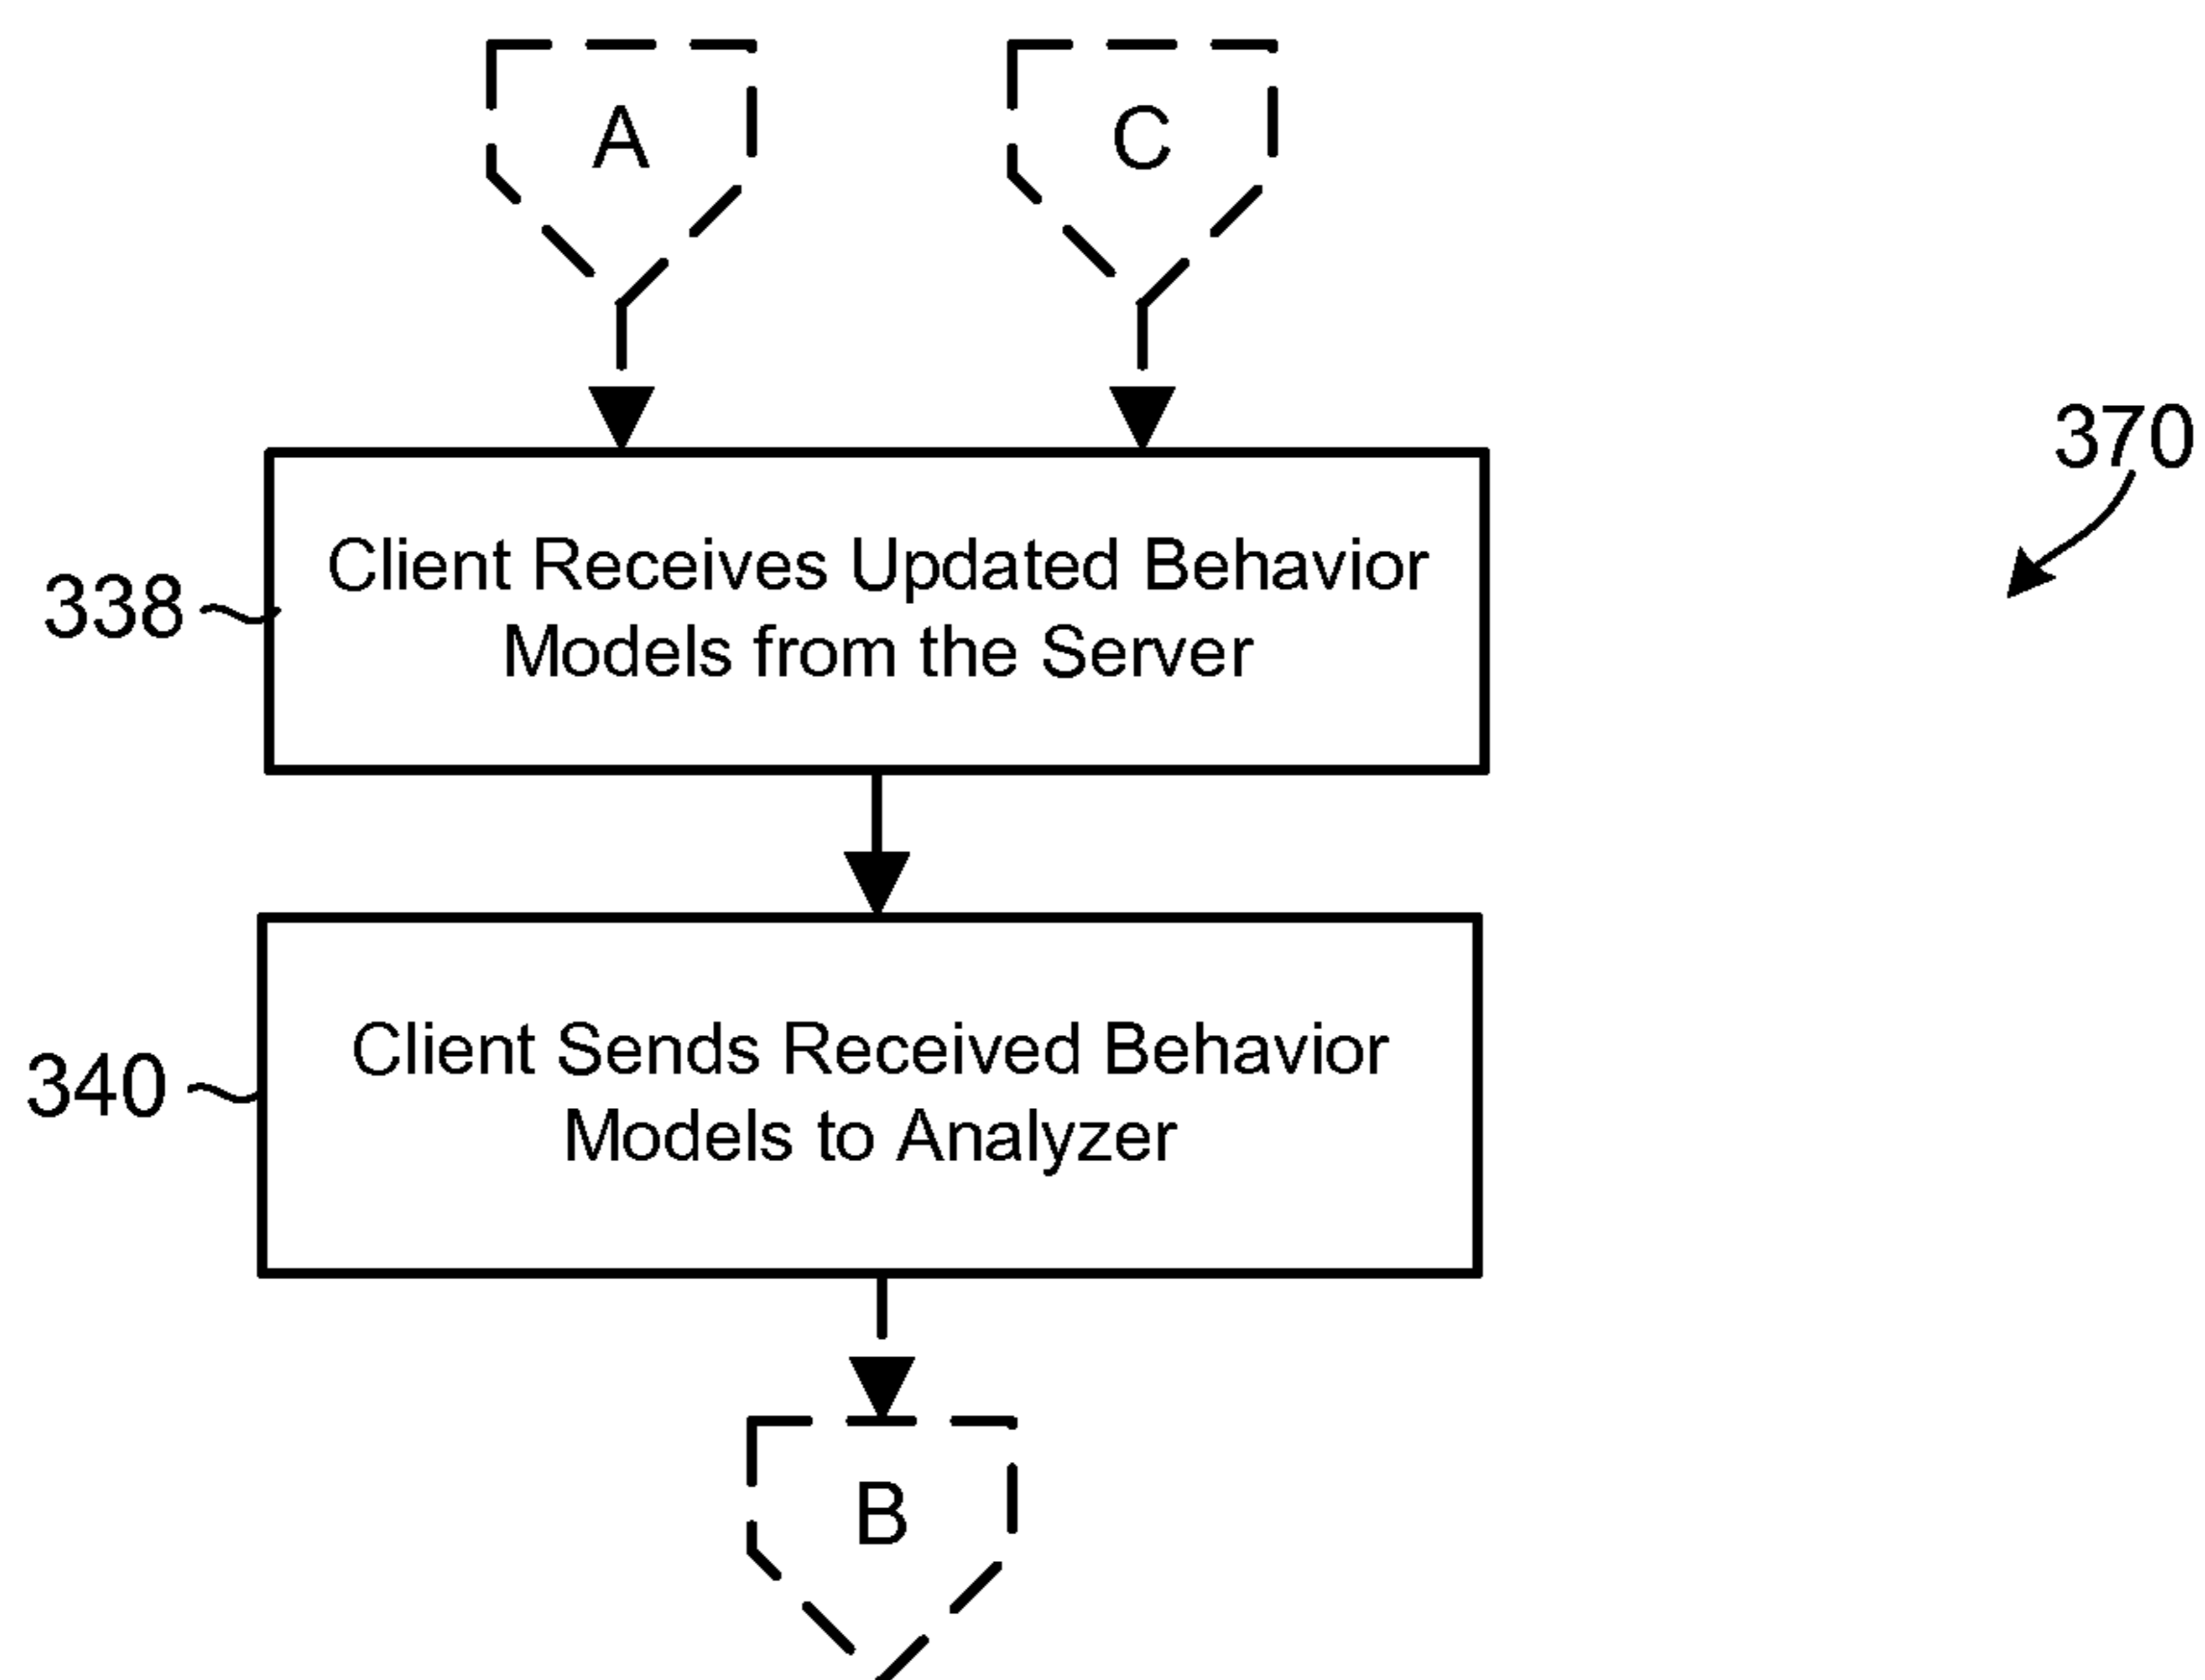 A
C
370
338
Client Receives Updated Behavior
Models from the Server
340
Client Sends Received Behavior
Models to Analyzer
B